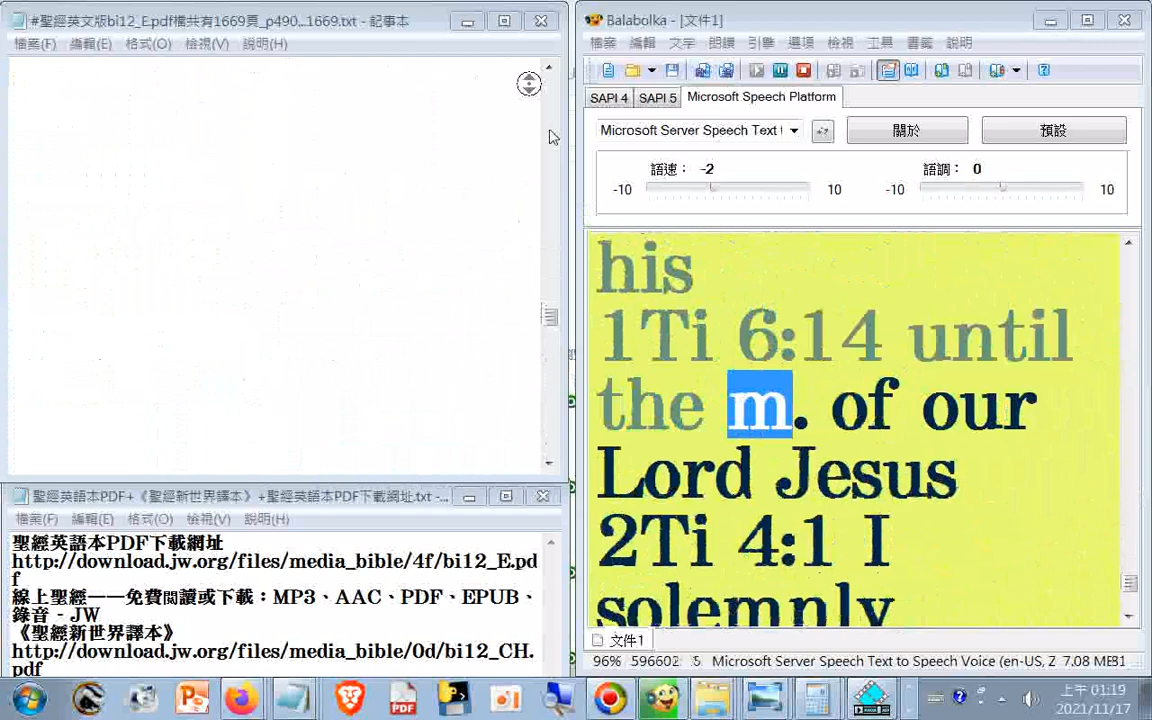 #聖經英文版bi12_E.pdf檔共有1669頁_p490,..1669.txt - 記事本
檔案(F) 編輯(E) 格式(O) 檢視(V) 說明(H)
聖經英語本PDF+《聖經新世界譯本》+聖經英語本PDF下載網址.txt -...
檔案(F) 編輯(E) 格式(O) 檢視(V) 說明(H)
聖經英語本PDF下載網址
http://download.jw.org/files/media_bible/4f/bi12_E.pd
f
線上聖經——免費閱讀或下載：MP3、AAC、PDF、EPUB、
錄音 - JW
《聖經新世界譯本》
http://download.jw.org/files/media_bible/0d/bi12_CH.
pdf
Balabolka - [文件1]
檔案 編輯 文字 朗讀 引擎 選項 檢視 工具 書籤 說明
SAPI 4 SAPI 5 Microsoft Speech Platform
Microsoft Server Speech Text 關於 預設
語速： -2 語調： 0
-10 10 -10 10
his
1Ti 6:14 until
the m. of our
Lord Jesus
2Ti 4:1 I
solemnly
文件1
96% 596602 Microsoft Server Speech Text to Speech Voice (en-US, Z 7.08 MB
上午 01:19
2021/11/17